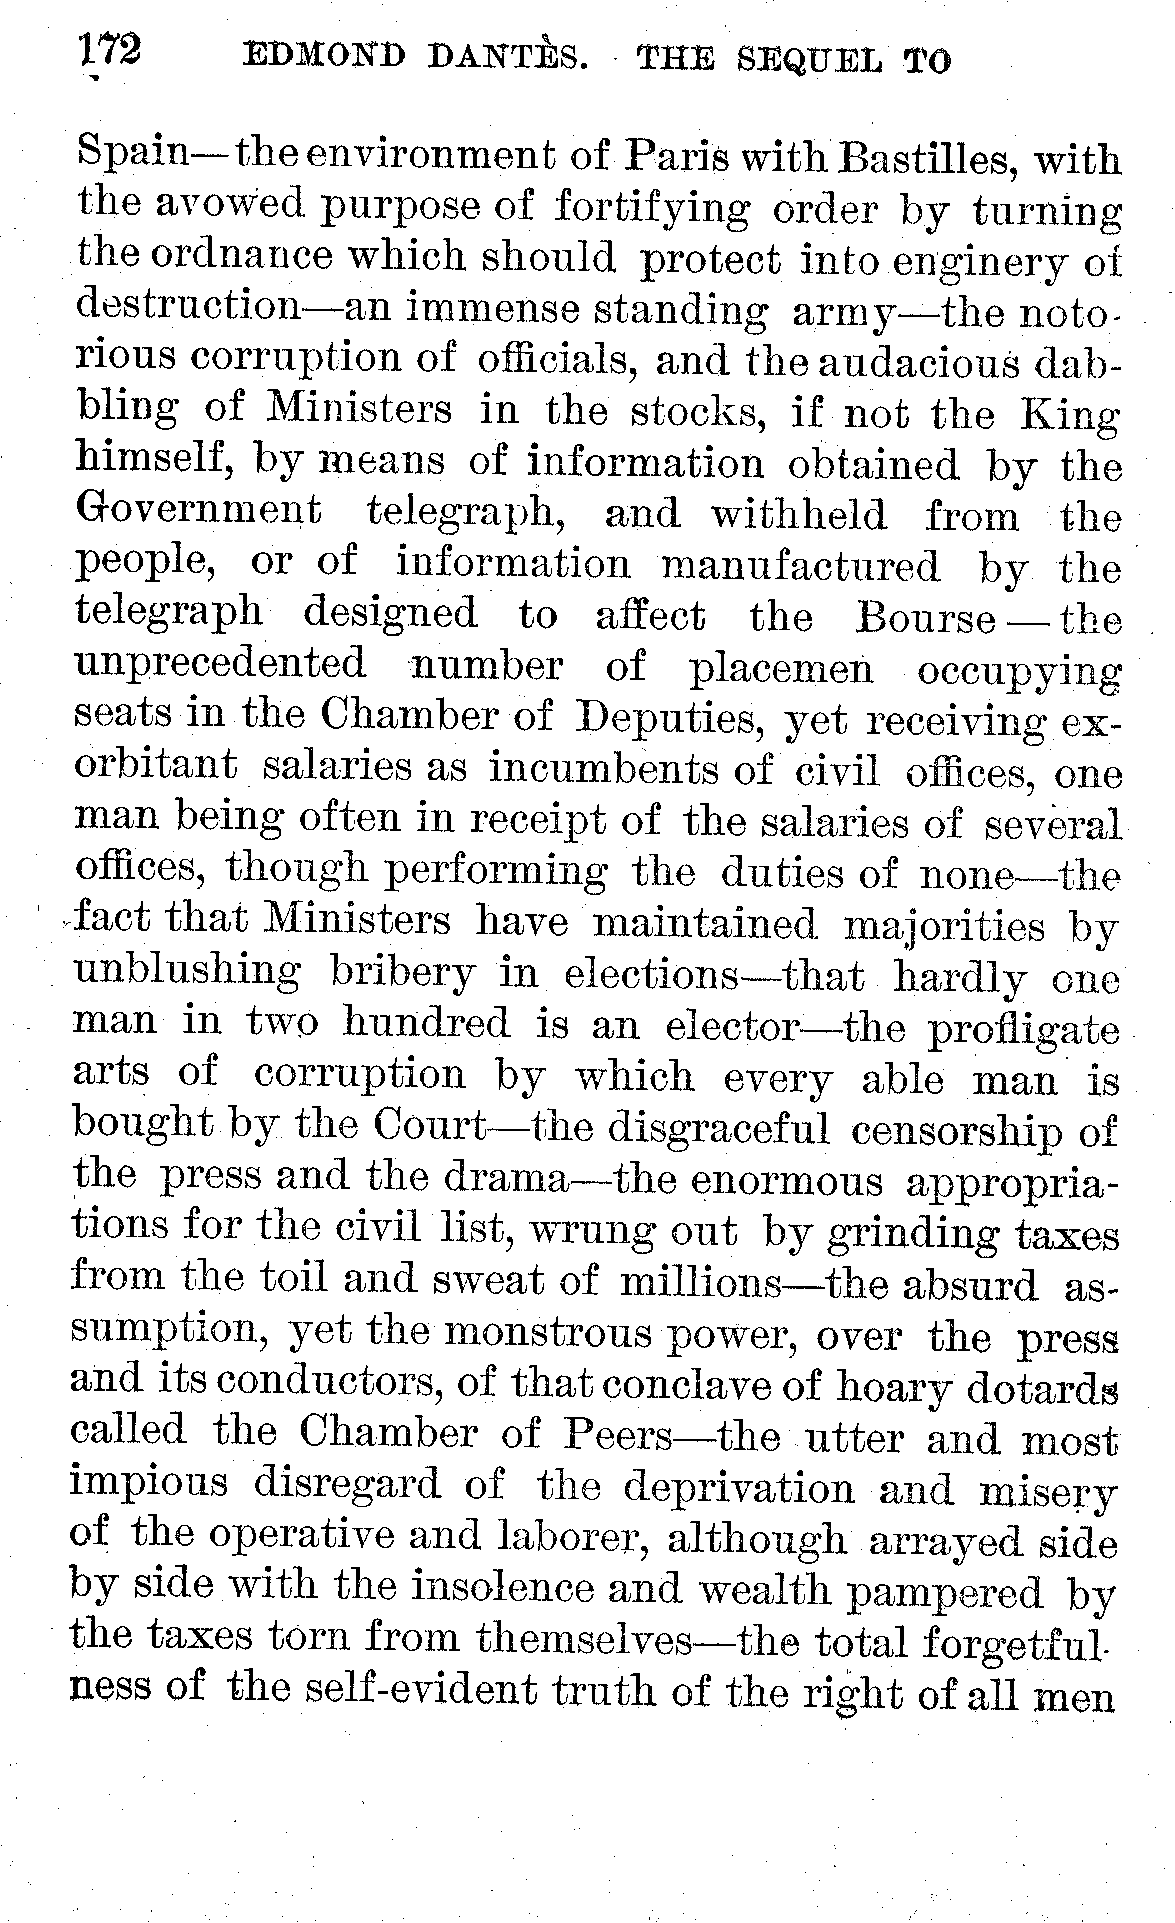 172 EDMOND DANTÈS. THE SEQUEL TO
Spain—the environment of Paris with Bastilles, with
the avowed purpose of fortifying order by turning
the ordnance which should protect into enginery of
destruction—an immense standing army—the noto-
rious corruption of officials, and the audacious dab-
bling of Ministers in the stocks, if not the King
himself, by means of information obtained by the
Government telegraph, and withheld from the
people, or of information manufactured by the
telegraph designed to affect the Bourse—the
unprecedented number of placemen occupying
seats in the Chamber of Deputies, yet receiving ex-
orbitant salaries as incumbents of civil offices, one
man being often in receipt of the salaries of several
offices, though performing the duties of none—the
fact that Ministers have maintained majorities by
unblushing bribery in elections—that hardly one
man in two hundred is an elector—the profligate
arts of corruption by which every able man is
bought by the Court—the disgraceful censorship of
the press and the drama—the enormous appropria-
tions for the civil list, wrung out by grinding taxes
from the toil and sweat of millions—the absurd as-
sumption, yet the monstrous power, over the press
and its conductors, of that conclave of hoary dotards
called the Chamber of Peers—the utter and most
impious disregard of the deprivation and misery
of the operative and laborer, although arrayed side
by side with the insolence and wealth pampered by
the taxes torn from themselves—the total forgetful-
ness of the self-evident truth of the right of all men